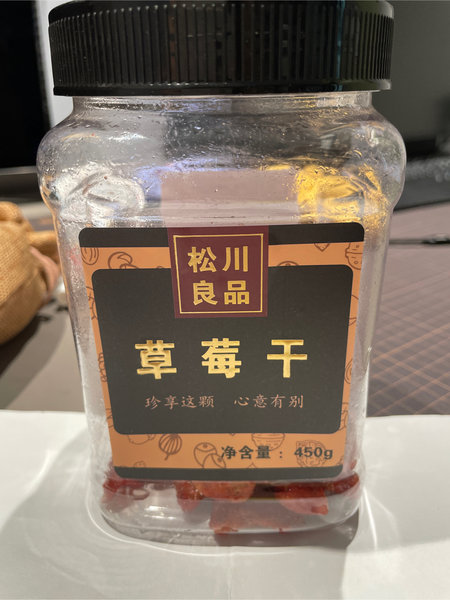 松川
良品
草莓干
珍享这颗 心意有别
净含量：450g